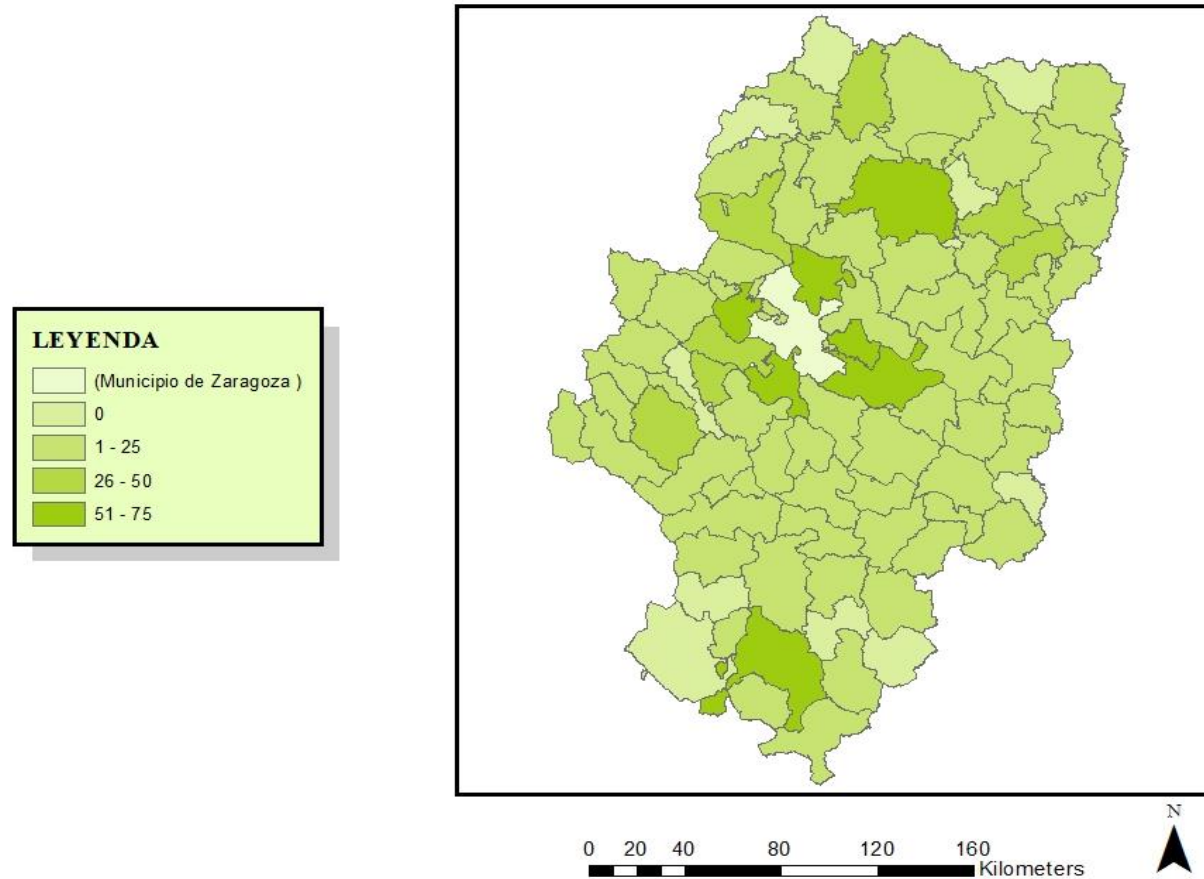 LEYENDA
(Municipio de Zaragoza )
0
1 - 25
26 - 50
51 - 75
N
0 20 40 80 120 160
Kilometers